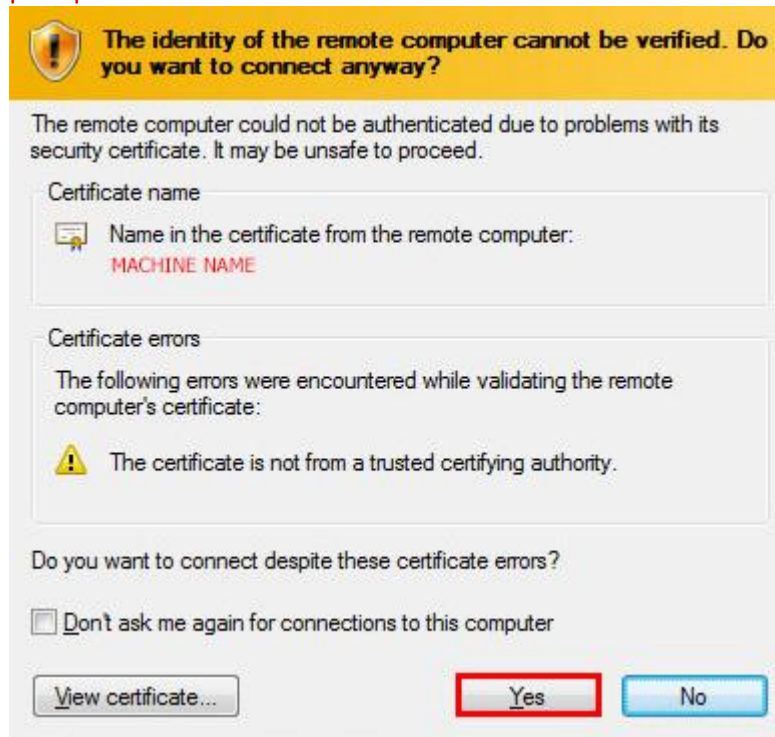 The identity of the remote computer cannot be verified. Do
you want to connect anyway?
The remote computer could not be authenticated due to problems with its
security certificate. It may be unsafe to proceed.
Certificate name
Name in the certificate from the remote computer:
MACHINE NAME
Certificate errors
The following errors were encountered while validating the remote
computer's certificate:
The certificate is not from a trusted certifying authority.
Do you want to connect despite these certificate errors?
Don't ask me again for connections to this computer
View certificate... Yes No